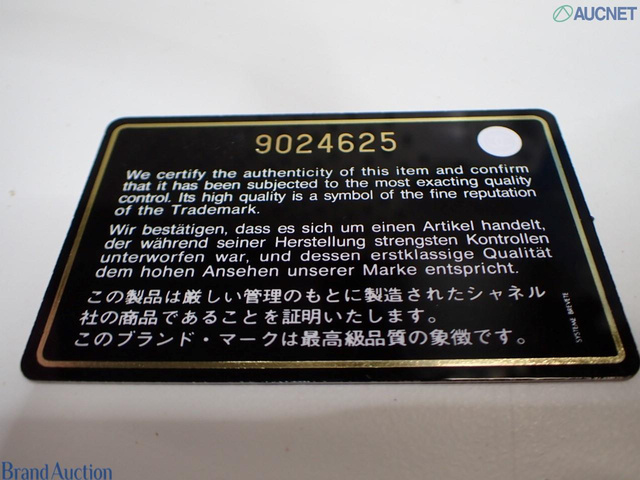 AUCNET
9024625
We certify the authenticity of this item and confirm
that it has been subjected to the most exacting quality
control. Its high quality is a symbol of the fine reputation
of the Trademark.
Wir bestätigen, dass es sich um einen Artikel handelt,
der während seiner Herstellung strengsten Kontrollen
unterworfen war, und dessen erstklassige Qualität
dem hohen Ansehen unserer Marke entspricht.
この製品は厳しい管理のもとに製造されたシャネル
社の商品であることを証明いたします。
このブランド・マークは最高級品質の象徴です。
SYSTEME BREVETE
Brand Auction